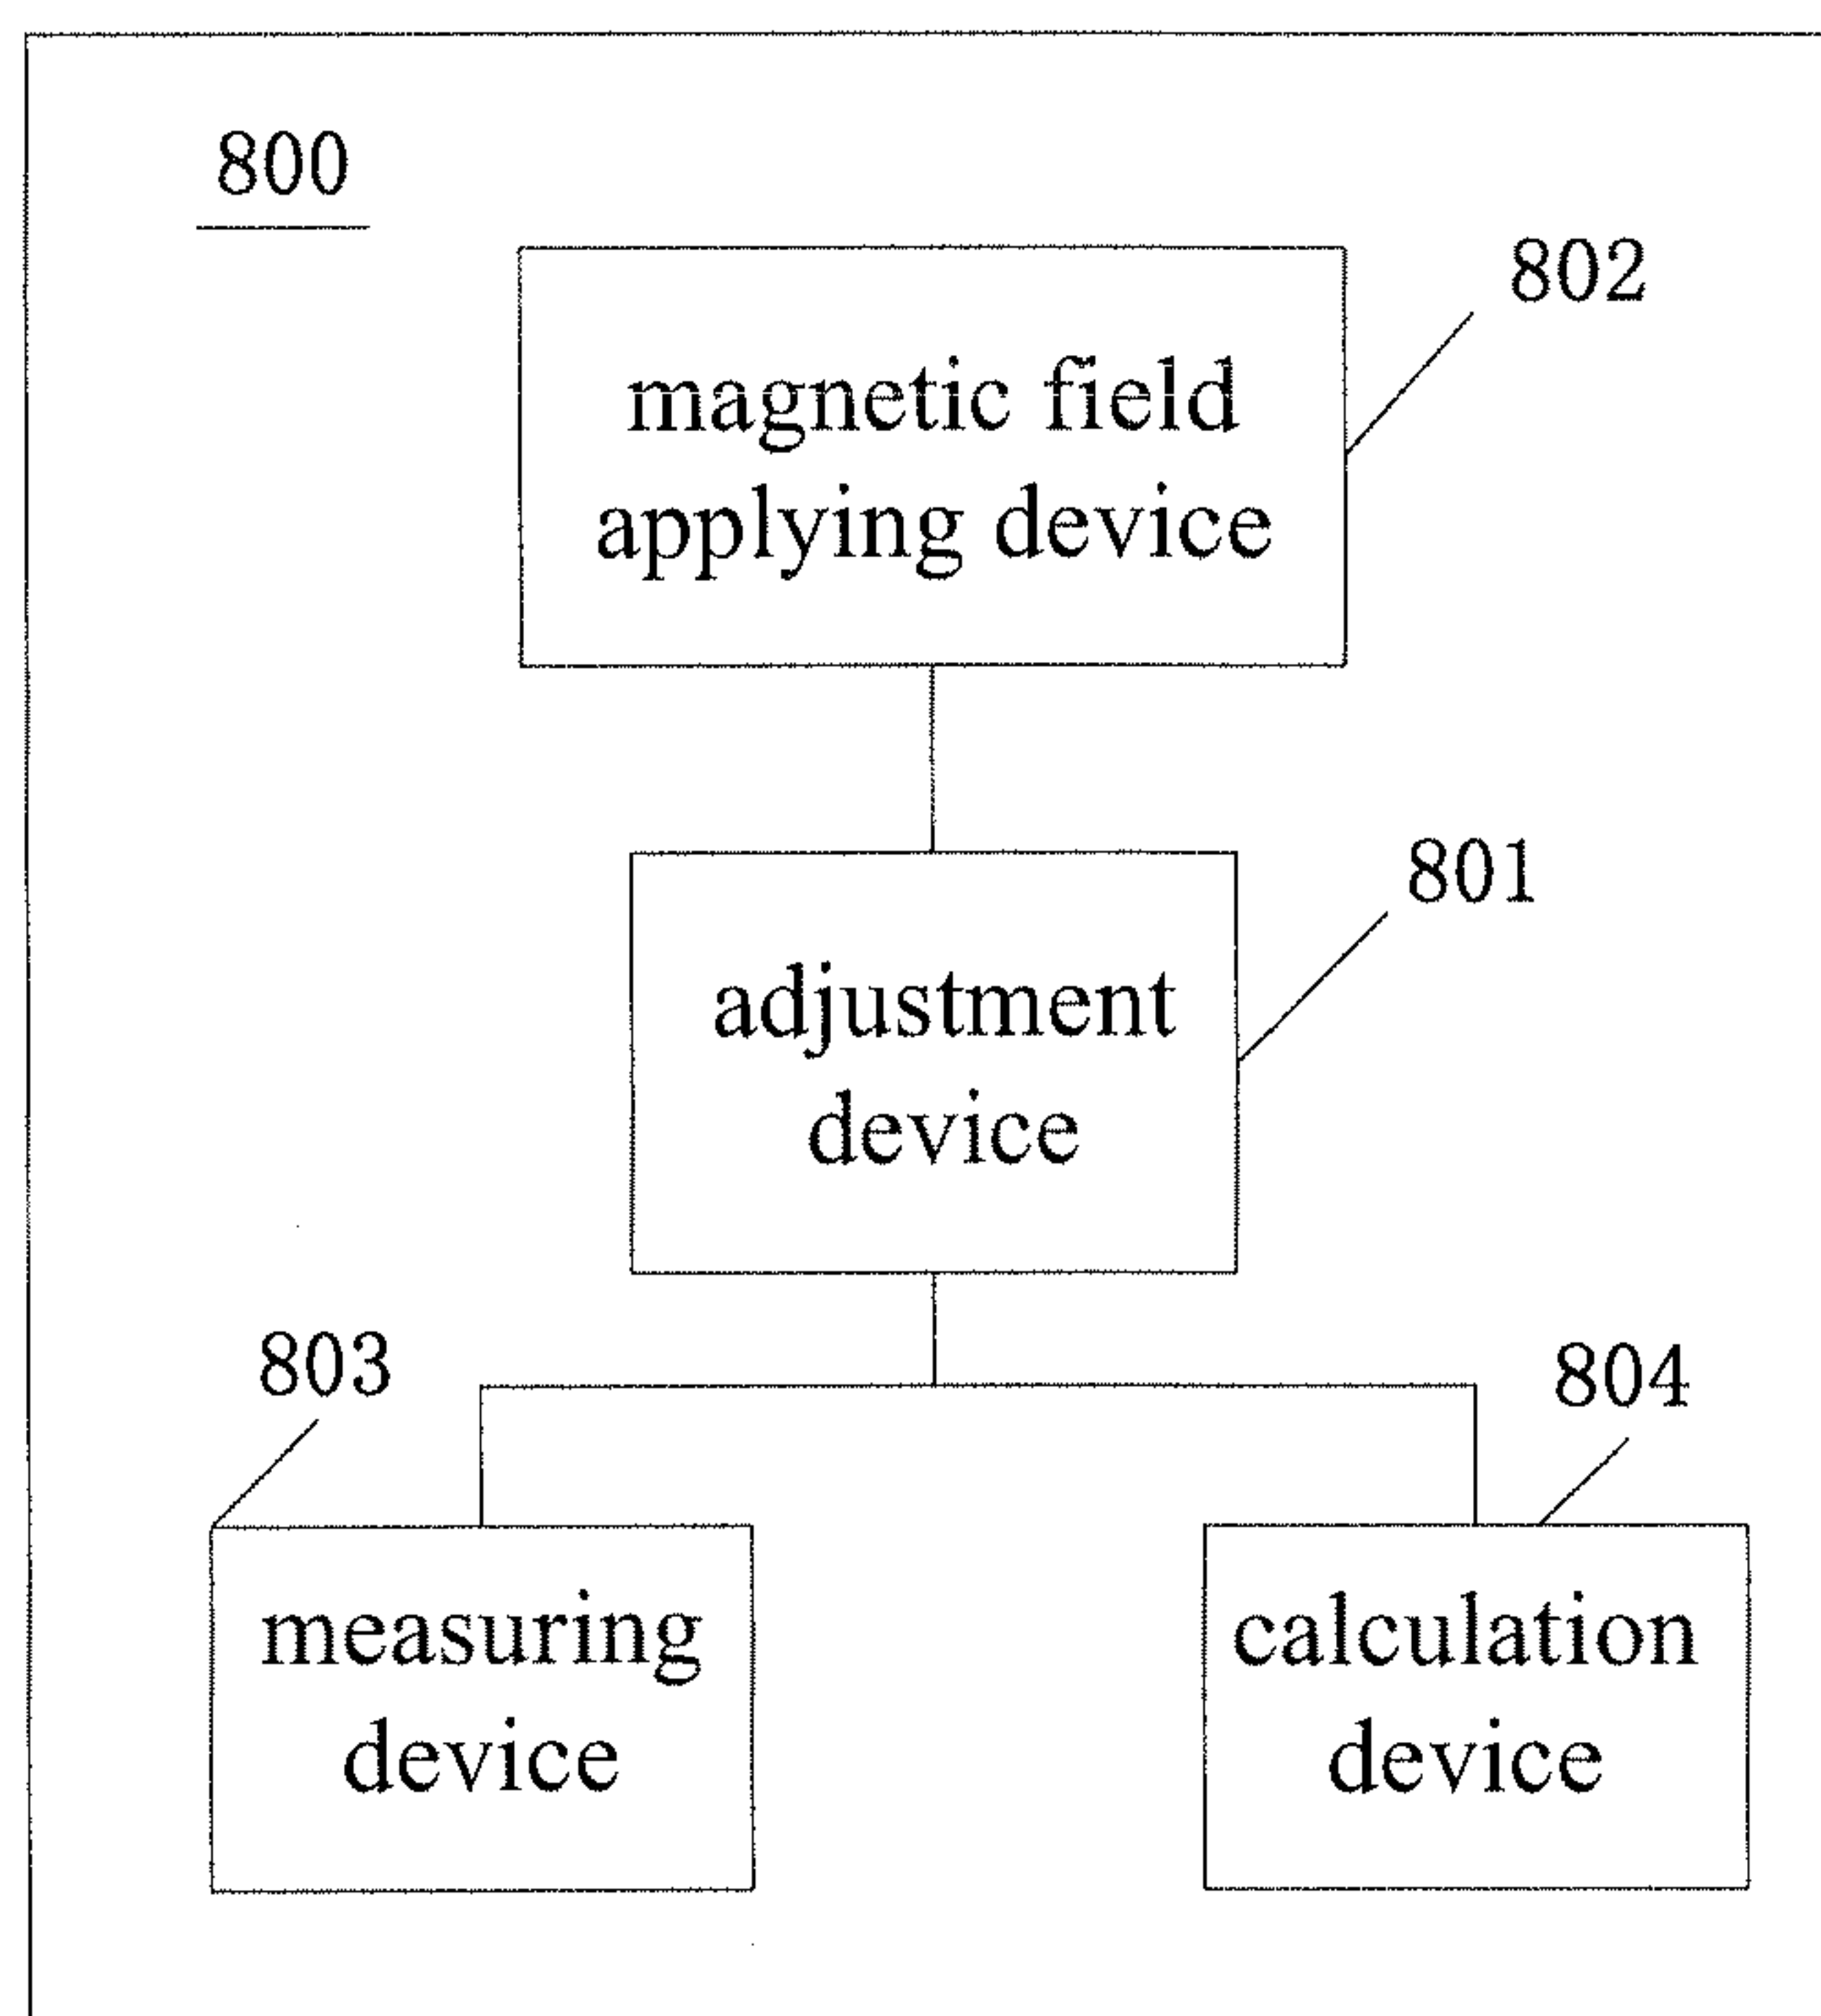 800
802
magnetic field
applying device
801
adjustment
device
803
804
measuring
device
calculation
device